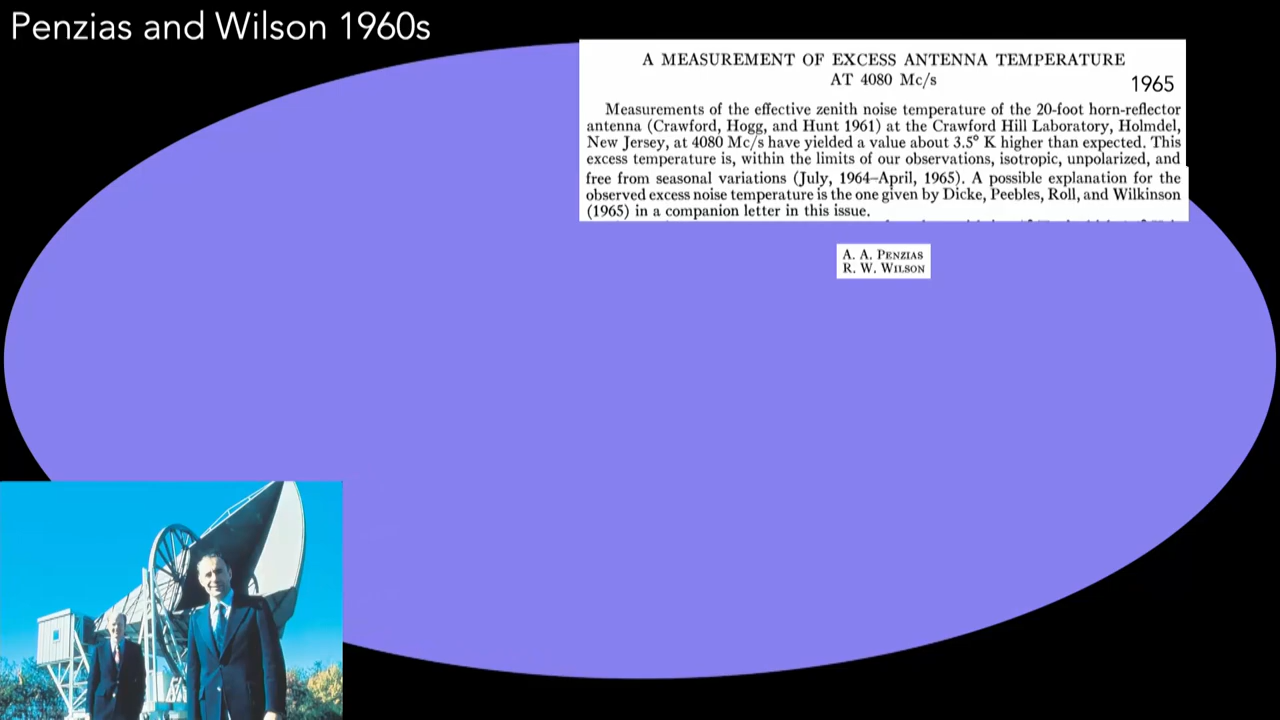 Penzias and Wilson 1960s
A MEASUREMENT OF EXCESS ANTENNA TEMPERATURE
AT 4080 Mc/s
1965
Measurements of the effective zenith noise temperature of the 20-foot horn-reflector
antenna (Crawford, Hogg, and Hunt 1961) at the Crawford Hill Laboratory, Holmdel,
New Jersey, at 4080 Mc/s have yielded a value about 3.5° K higher than expected. This
excess temperature is, within the limits of our observations, isotropic, unpolarized, and
free from seasonal variations (July, 1964–April, 1965). A possible explanation for the
observed excess noise temperature is the one given by Dicke, Peebles, Roll, and Wilkinson
(1965) in a companion letter in this issue.
A. A. PENZIAS
R. W. WILSON